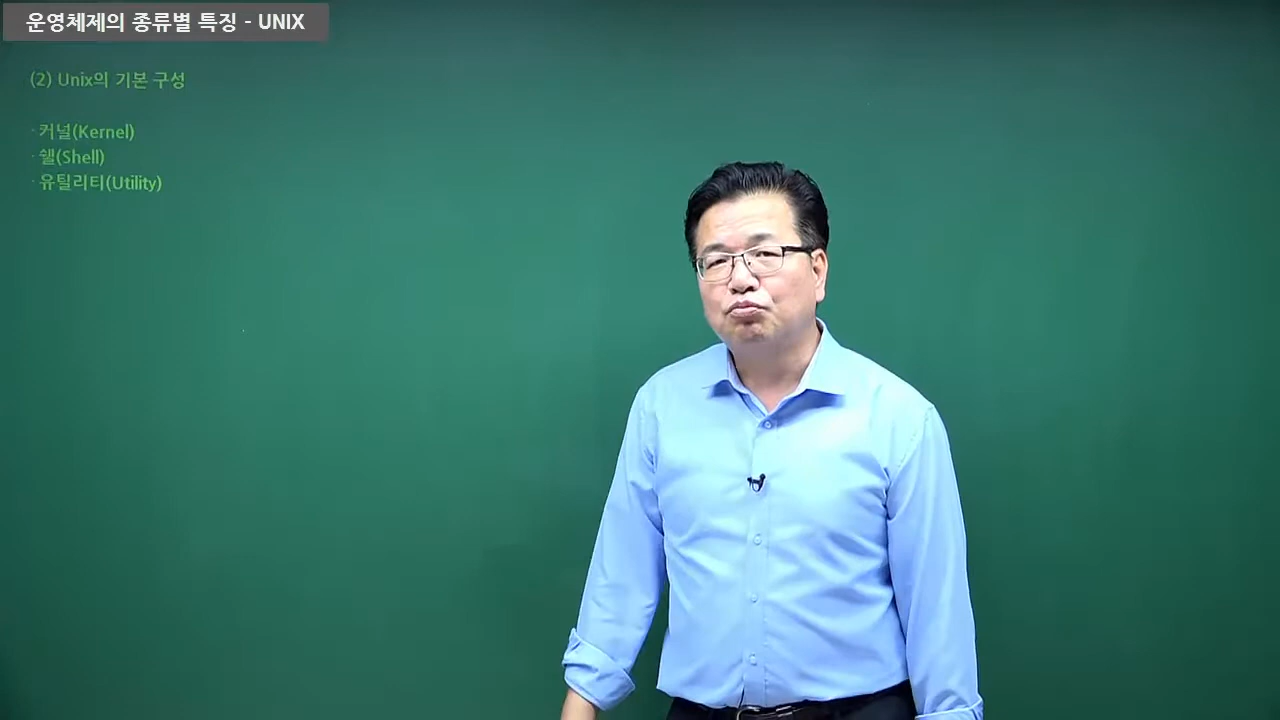 운영체제의 종류별 특징 - UNIX
(2) Unix의 기본 구성
· 커널(Kernel)
· 쉘(Shell)
· 유틸리티(Utility)